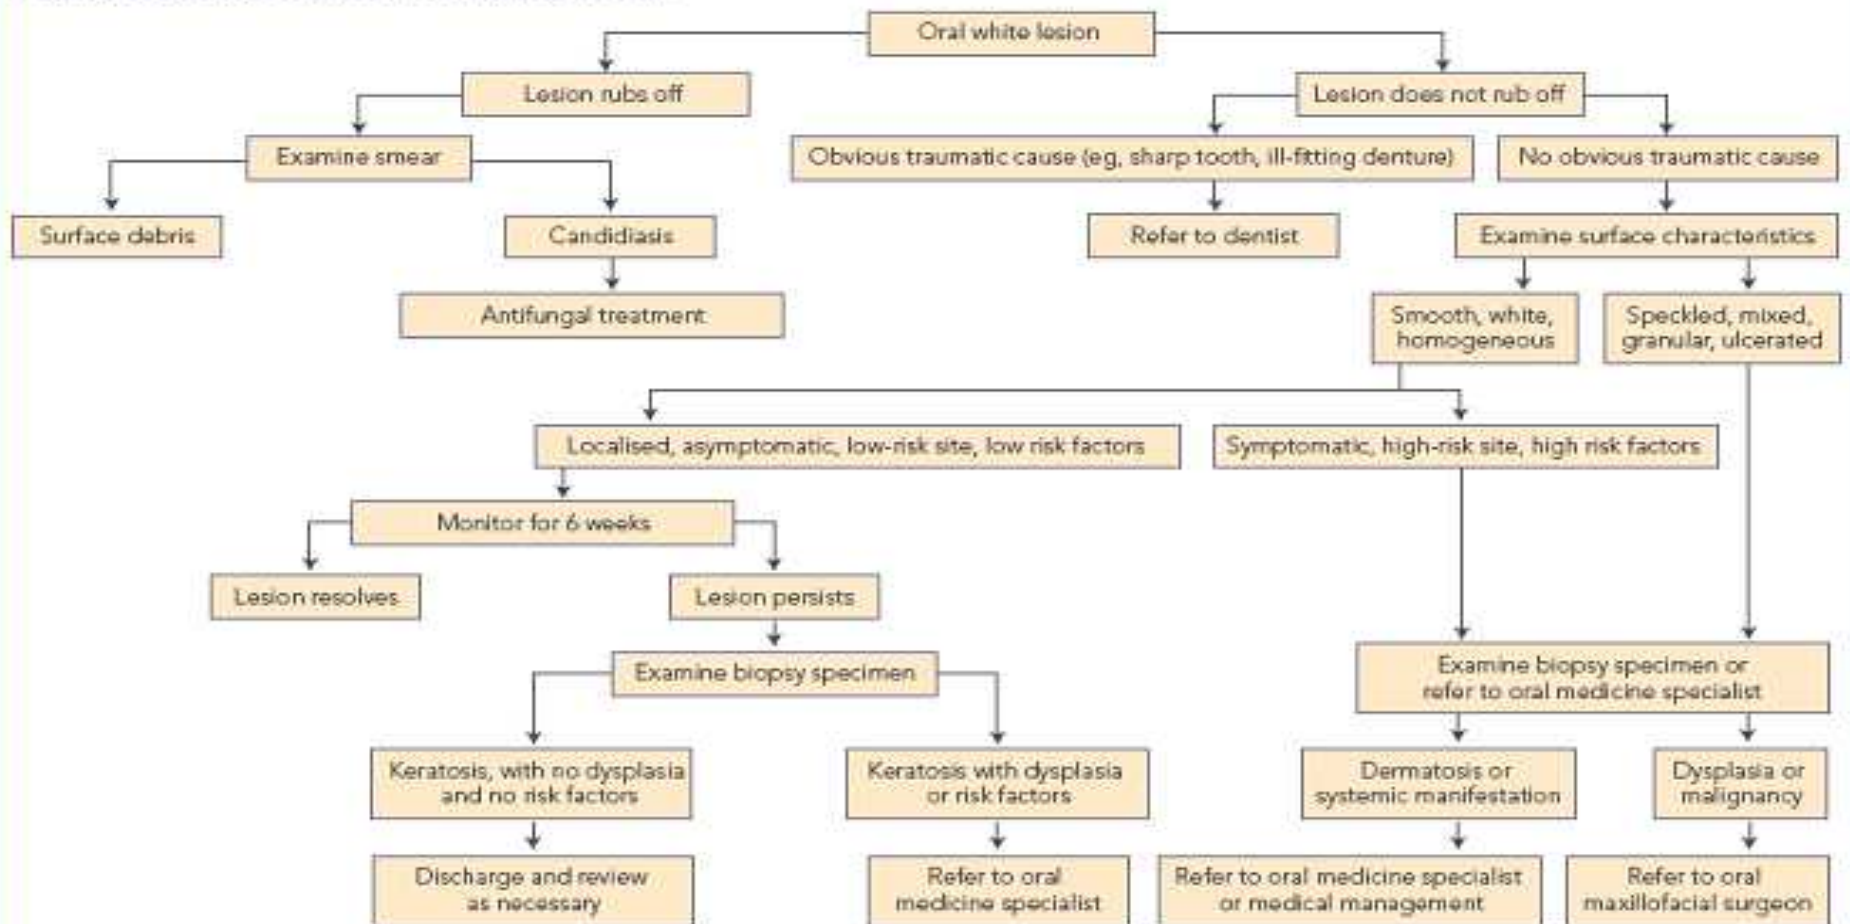 Oral white lesion
Lesion rubs off
Lesion does not rub off
Examine smear
Obvious traumatic cause (eg, sharp tooth, ill-fitting denture)
No obvious traumatic cause
Surface debris
Candidiasis
Refer to dentist
Examine surface characteristics
Antifungal treatment
Smooth, white,
homogeneous
Speckled, mixed,
granular, ulcerated
Localised, asymptomatic, low-risk site, low risk factors
Symptomatic, high-risk site, high risk factors
Monitor for 6 weeks
Lesion resolves
Lesion persists
Examine biopsy specimen
Examine biopsy specimen or
refer to oral medicine specialist
Keratosis, with no dysplasia
and no risk factors
Keratosis with dysplasia
or risk factors
Dermatosis or
systemic manifestation
Dysplasia or
malignancy
Discharge and review
as necessary
Refer to oral
medicine specialist
Refer to oral medicine specialist
or medical management
Refer to oral
maxillofacial surgeon